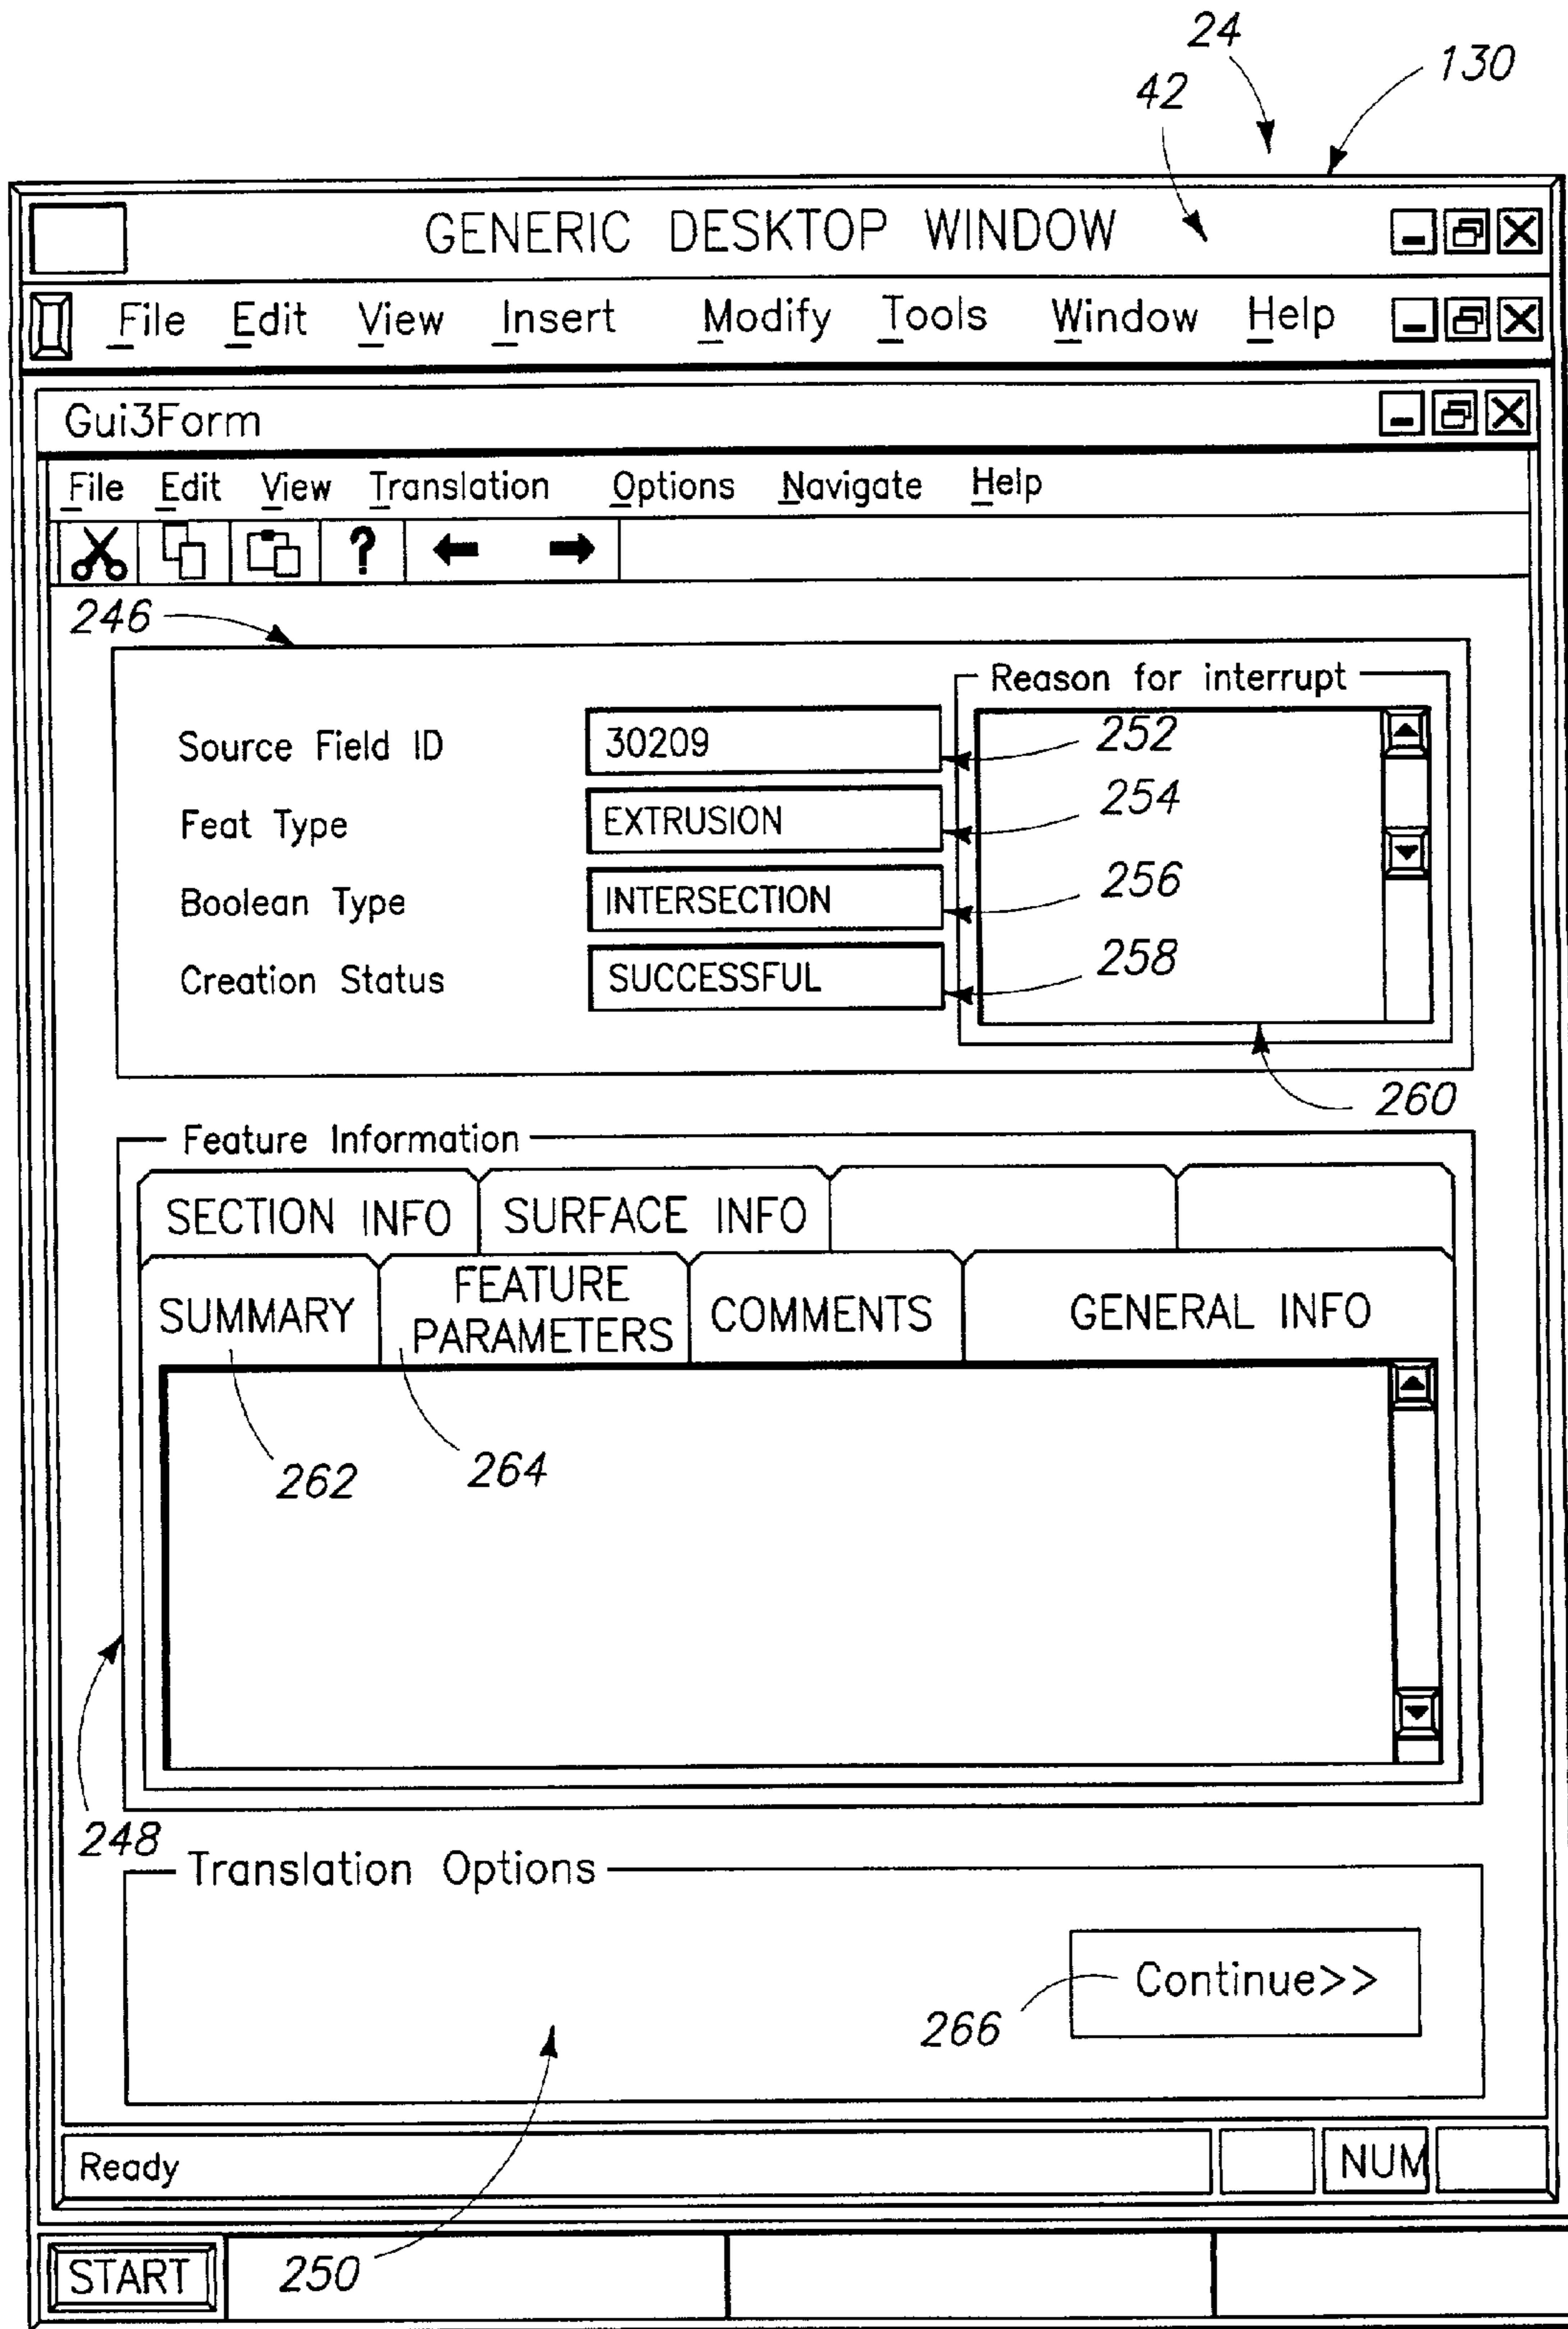 24
130
42
GENERIC DESKTOP WINDOW
File Edit View Insert Modify Tools Window Help
Gui3Form
File Edit View Translation Options Navigate Help
?
246
Reason for interrupt
Source Field ID 30209 252
Feat Type EXTRUSION 254
Boolean Type INTERSECTION 256
Creation Status SUCCESSFUL 258
260
Feature Information
SECTION INFO SURFACE INFO
SUMMARY FEATURE PARAMETERS COMMENTS GENERAL INFO
262 264
248
Translation Options
Continue>>
266
Ready NUM
START 250